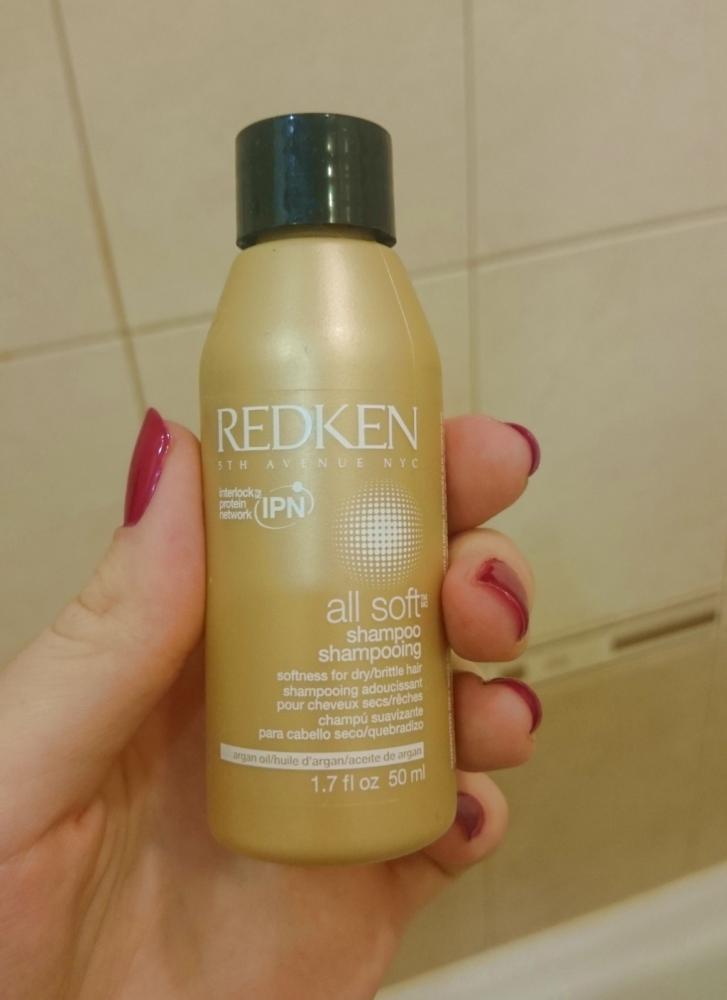 REDKEN
5TH AVENUE NYC
interlock
protein
network
IPN
all soft
shampoo
shampooing
softness for dry/brittle hair
shampooing adoucissant
pour cheveux secs/rêches
champú suavizante
para cabello seco/quebradizo
argan oil/huile d'argan/aceite de argan
1.7 fl oz 50 ml